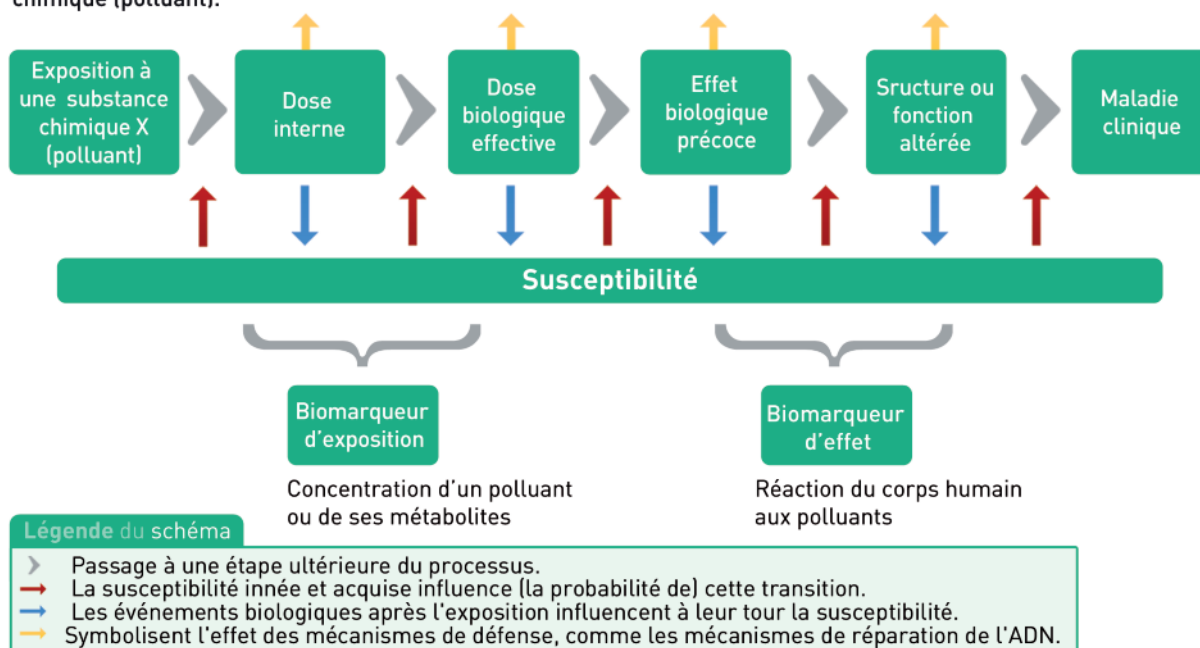 chimique (polluant).
Exposition à
une substance
chimique X
(polluant)
Dose
interne
Dose
biologique
effective
Effet
biologique
précoce
Sructure ou
fonction
altérée
Maladie
clinique
Susceptibilité
Biomarqueur
d'exposition
Biomarqueur
d'effet
Concentration d'un polluant
ou de ses métabolites
Réaction du corps humain
aux polluants
Légende du schéma
Passage à une étape ultérieure du processus.
La susceptibilité innée et acquise influence (la probabilité de) cette transition.
Les événements biologiques après l'exposition influencent à leur tour la susceptibilité.
Symbolisent l'effet des mécanismes de défense, comme les mécanismes de réparation de l'ADN.